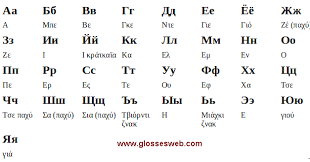 Аа Бб Вв Гг Дд Ее Ёё Жж
Α Μπε Βε Γκε Ντε Γιε Γιό Ζέ (παχύ)
Зз Ии Йй Кк Лл Мм Нн Оо
Ζε Ι Ι κράτκαϊα Κα Ελ Εμ Εν Ο
Пп Рр Сс Тт Уу Фф Хх Цц
Πε Ερ Ες Τε Ου Εφ Χα Τσε
Чч Шш Щщ Ъъ Ыы Ьь Ээ Юю
Τσε παχύ Σα (παχύ) Σια (παχύ) Τβιόρντι Η Μιάχκι Ε γιού
ζνακ ζνακ
Яя www.glossesweb.com
γιά